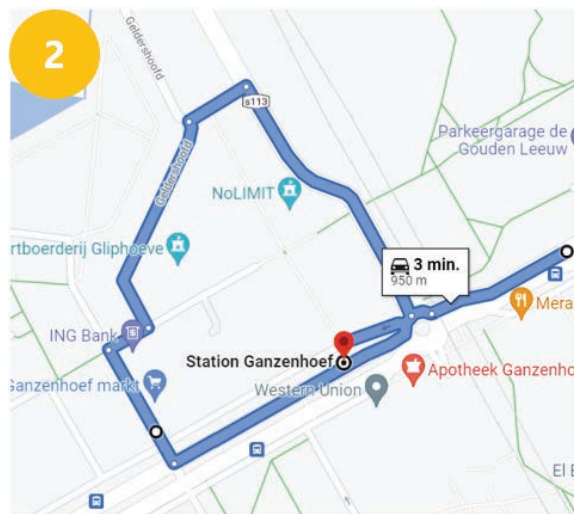 2
Geldershoofd
s113
Parkeergarage de
Gouden Leeuw
Geldershoofd
NoLIMIT
rtboerderij Gliphoeve
3 min.
950 m
ING Bank
Mera
Station Ganzenhoef
Apotheek Ganzenho
Ganzenhoef markt
Western Union
El E